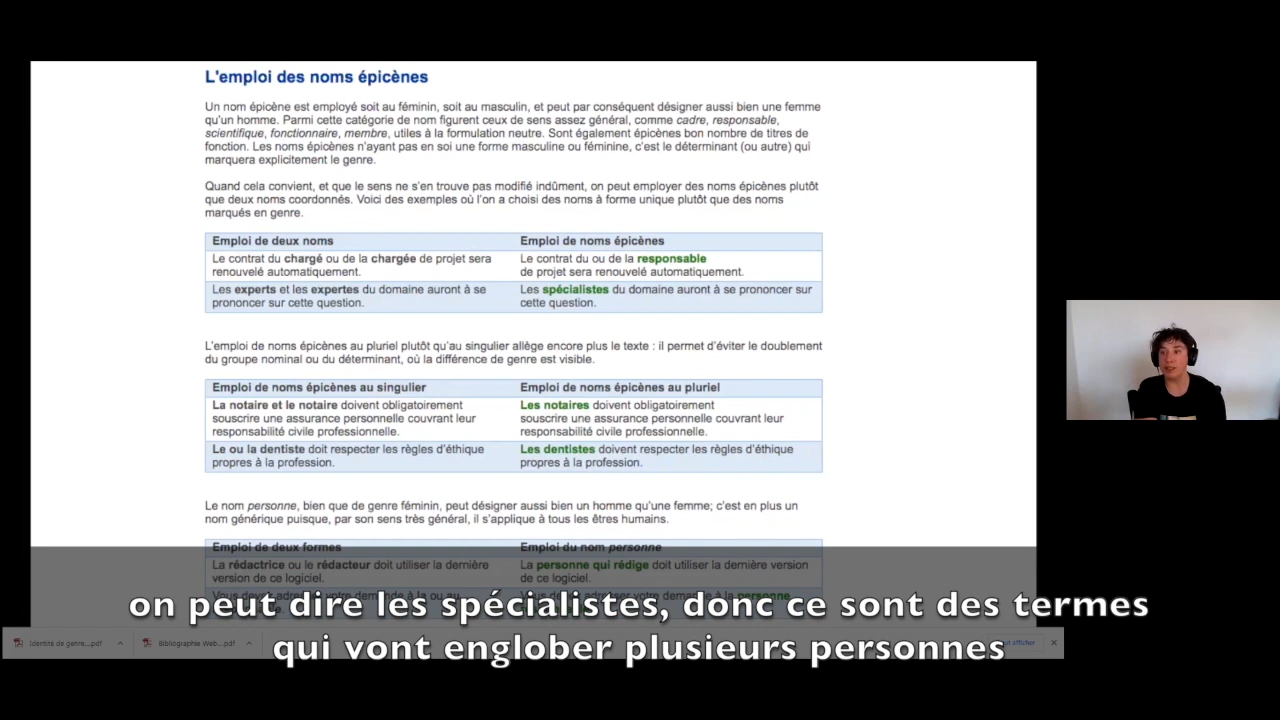 L'emploi des noms épicènes
Un nom épicène est employé soit au féminin, soit au masculin, et peut par conséquent désigner aussi bien une femme
qu'un homme. Parmi cette catégorie de nom figurent ceux de sens assez général, comme cadre, responsable,
scientifique, fonctionnaire, membre, utiles à la formulation neutre. Sont également épicènes bon nombre de titres de
fonction. Les noms épicènes n'ayant pas en soi une forme masculine ou féminine, c'est le déterminant (ou autre) qui
marquera explicitement le genre.
Quand cela convient, et que le sens ne s'en trouve pas modifié indûment, on peut employer des noms épicènes plutôt
que deux noms coordonnés. Voici des exemples où l'on a choisi des noms à forme unique plutôt que des noms
marqués en genre.
Emploi de deux noms
Emploi de noms épicènes
Le contrat du chargé ou de la chargée de projet sera
renouvelé automatiquement.
Le contrat du ou de la responsable
de projet sera renouvelé automatiquement.
Les experts et les expertes du domaine auront à se
prononcer sur cette question.
Les spécialistes du domaine auront à se prononcer sur
cette question.
L'emploi de noms épicènes au pluriel plutôt qu'au singulier allège encore plus le texte : il permet d'éviter le doublement
du groupe nominal ou du déterminant, où la différence de genre est visible.
Emploi de noms épicènes au singulier
Emploi de noms épicènes au pluriel
La notaire et le notaire doivent obligatoirement
souscrire une assurance personnelle couvrant leur
responsabilité civile professionnelle.
Les notaires doivent obligatoirement
souscrire une assurance personnelle couvrant leur
responsabilité civile professionnelle.
Le ou la dentiste doit respecter les règles d'éthique
propres à la profession.
Les dentistes doivent respecter les règles d'éthique
propres à la profession.
Le nom personne, bien que de genre féminin, peut désigner aussi bien un homme qu'une femme; c'est en plus un
nom générique puisque, par son sens très général, il s'applique à tous les êtres humains.
Emploi de deux formes
Emploi du nom personne
La rédactrice ou le rédacteur doit utiliser la dernière
version de ce logiciel.
La personne qui rédige doit utiliser la dernière version
de ce logiciel.
on peut dire les spécialistes, donc ce sont des termes
qui vont englober plusieurs personnes
Identité de genre....pdf
Bibliographie Web...pdf
afficher